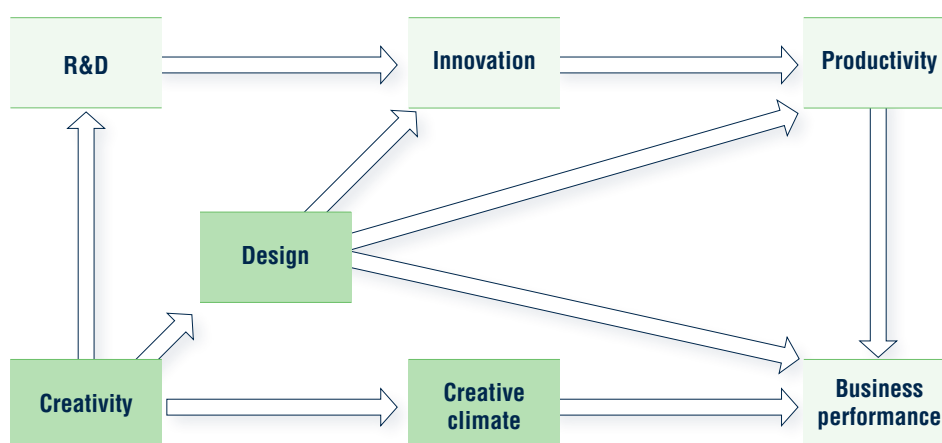 R&D
Innovation
Productivity
Design
Creativity
Creative
climate
Business
performance